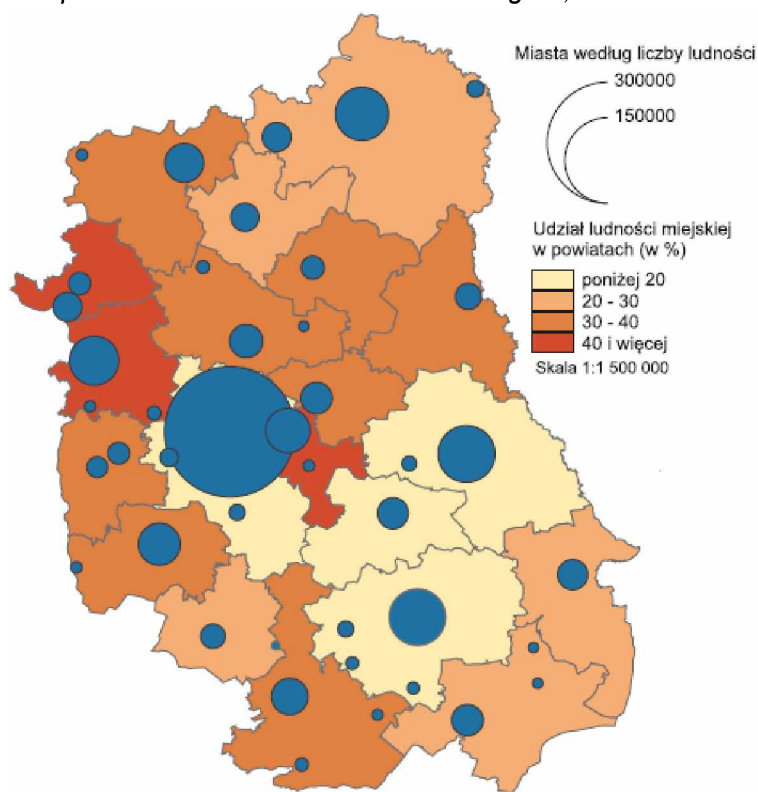 Miasta według liczby ludności
300000
150000
Udział ludności miejskiej
w powiatach (w %)
poniżej 20
20 - 30
30 - 40
40 i więcej
Skala 1:1 500 000